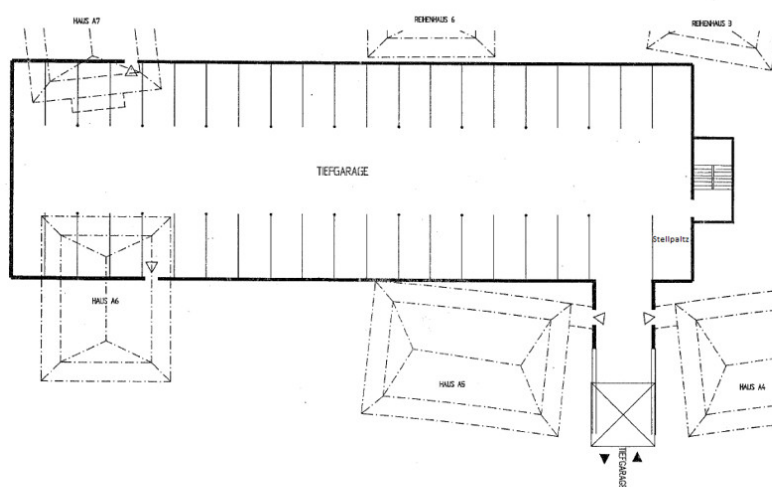 HAUS A7
REIHENHAUS 6
REIHENHAUS 3
TIEFGARAGE
Stellpaltz
HAUS A6
HAUS A5
HAUS A4
TIEFGARAGE